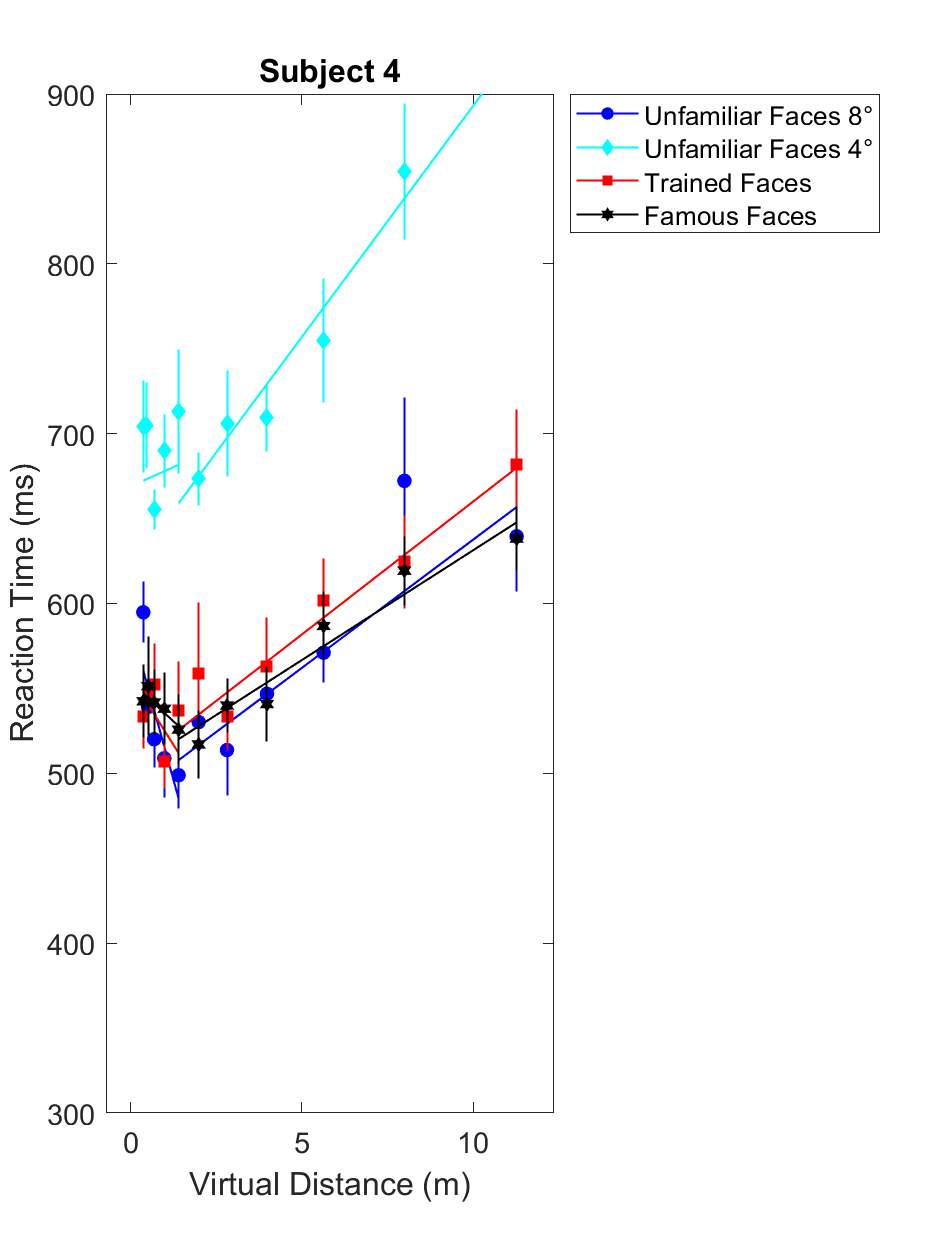 Subject 4
900
800
700
600
500
400
300
0 5 10
Virtual Distance (m)
Reaction Time (ms)
Unfamiliar Faces 8°
Unfamiliar Faces 4°
Trained Faces
Famous Faces